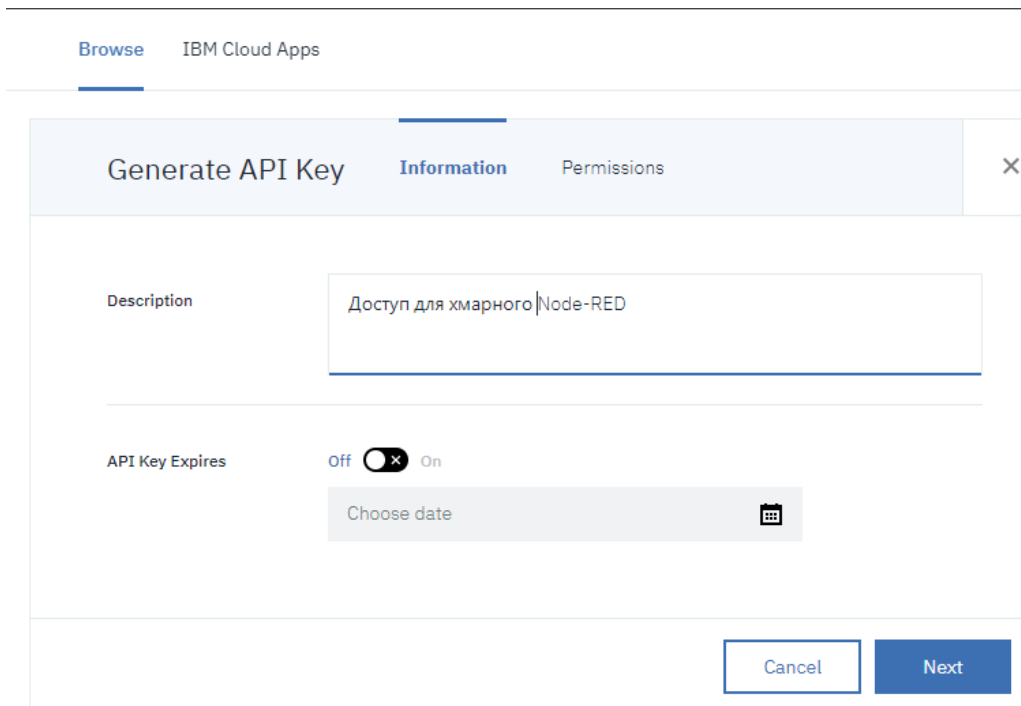 Browse IBM Cloud Apps
Generate API Key Information Permissions
Description Доступ для хмарного Node-RED
API Key Expires Off On
Choose date
Cancel Next